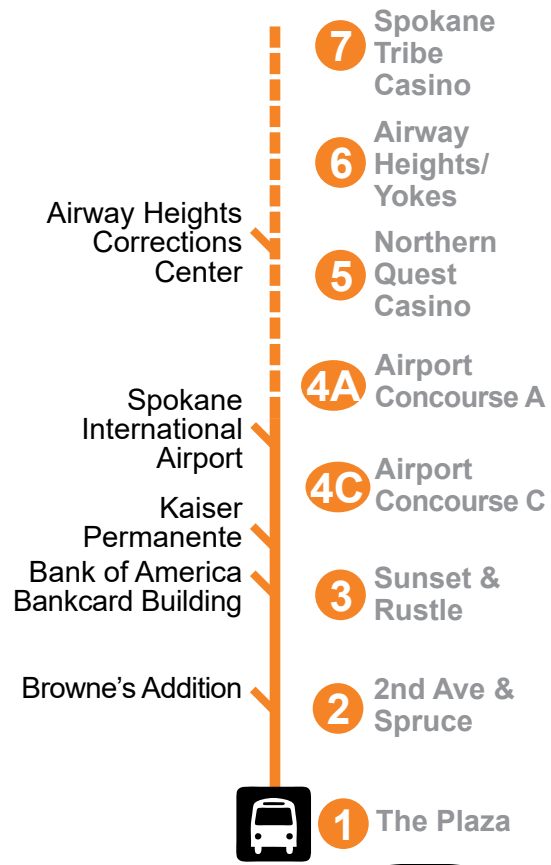 7
Spokane
Tribe
Casino
6
Airway
Heights/
Yokes
Airway Heights
Corrections
Center
5
Northern
Quest
Casino
4A
Airport
Concourse A
Spokane
International
Airport
4C
Airport
Concourse C
Kaiser
Permanente
Bank of America
Bankcard Building
3
Sunset &
Rustle
Browne's Addition
2
2nd Ave &
Spruce
1
The Plaza